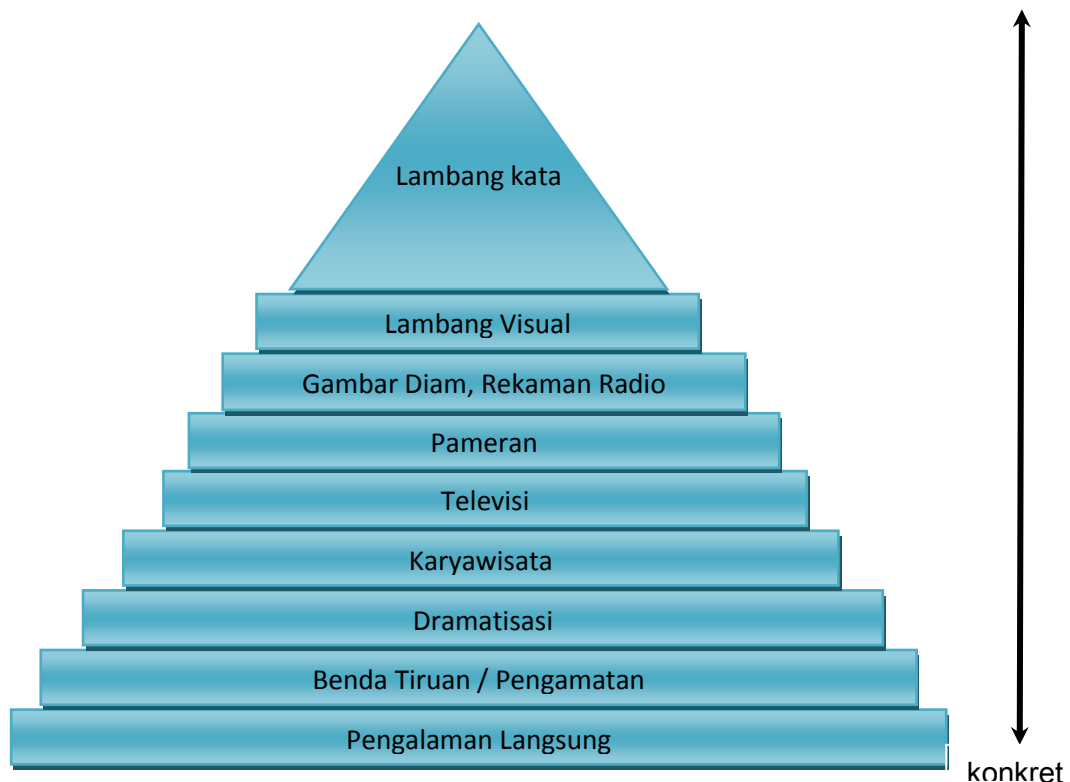 Lambang kata
Lambang Visual
Gambar Diam, Rekaman Radio
Pameran
Televisi
Karyawisata
Dramatisasi
Benda Tiruan / Pengamatan
Pengalaman Langsung
konkret